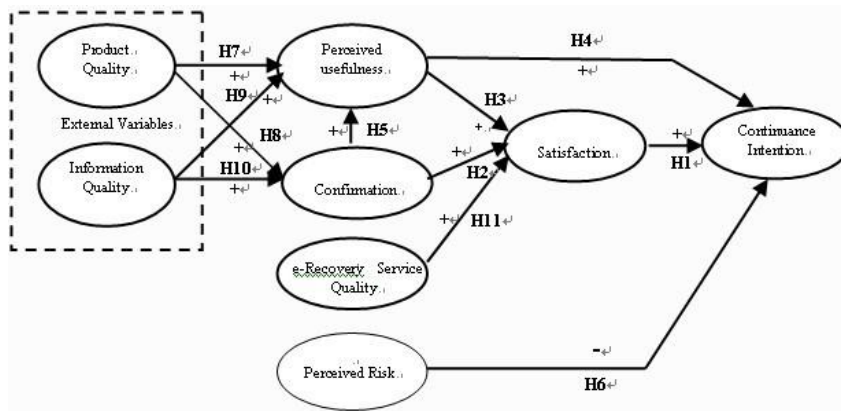 Product
Quality
External Variables
Information
Quality
H7
+
H9
+
H8
+
H10
+
Perceived
usefulness
+
H5
Confirmation
e-Recovery Service
Quality
Perceived Risk
H4
+
H3
+
+
H2
+
H11
Satisfaction
+
H1
Continuance
Intention
-
H6